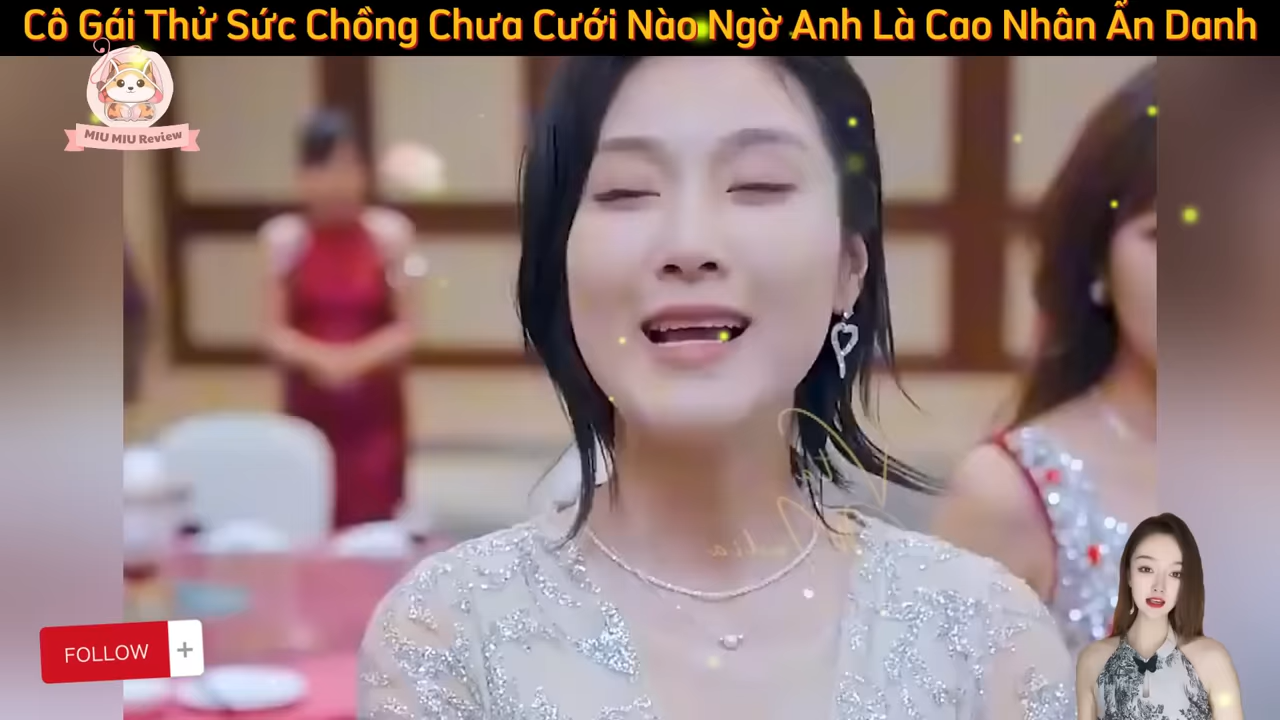 Cô Gái Thử Sức Chồng Chưa Cưới Nào Ngờ Anh Là Cao Nhân Ẩn Danh
MIU MIU Review
FOLLOW +